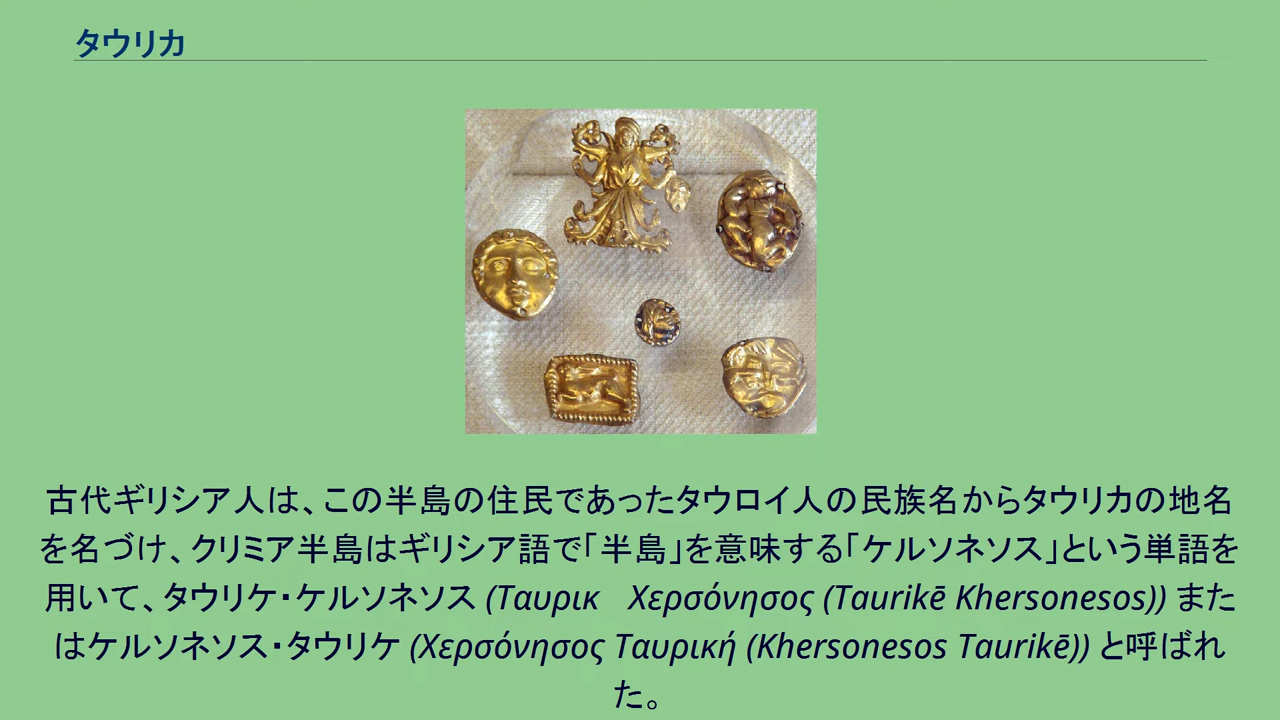 タウリカ
古代ギリシア人は、この半島の住民であったタウロイ人の民族名からタウリカの地名
を名づけ、クリミア半島はギリシア語で「半島」を意味する「ケルソネソス」という単語を
用いて、タウリケ・ケルソネソス (Ταυρικ Χερσόνησος (Taurikē Khersonesos)) また
はケルソネソス・タウリケ (Χερσόνησος Ταυρική (Khersonesos Taurikē)) と呼ばれ
た。